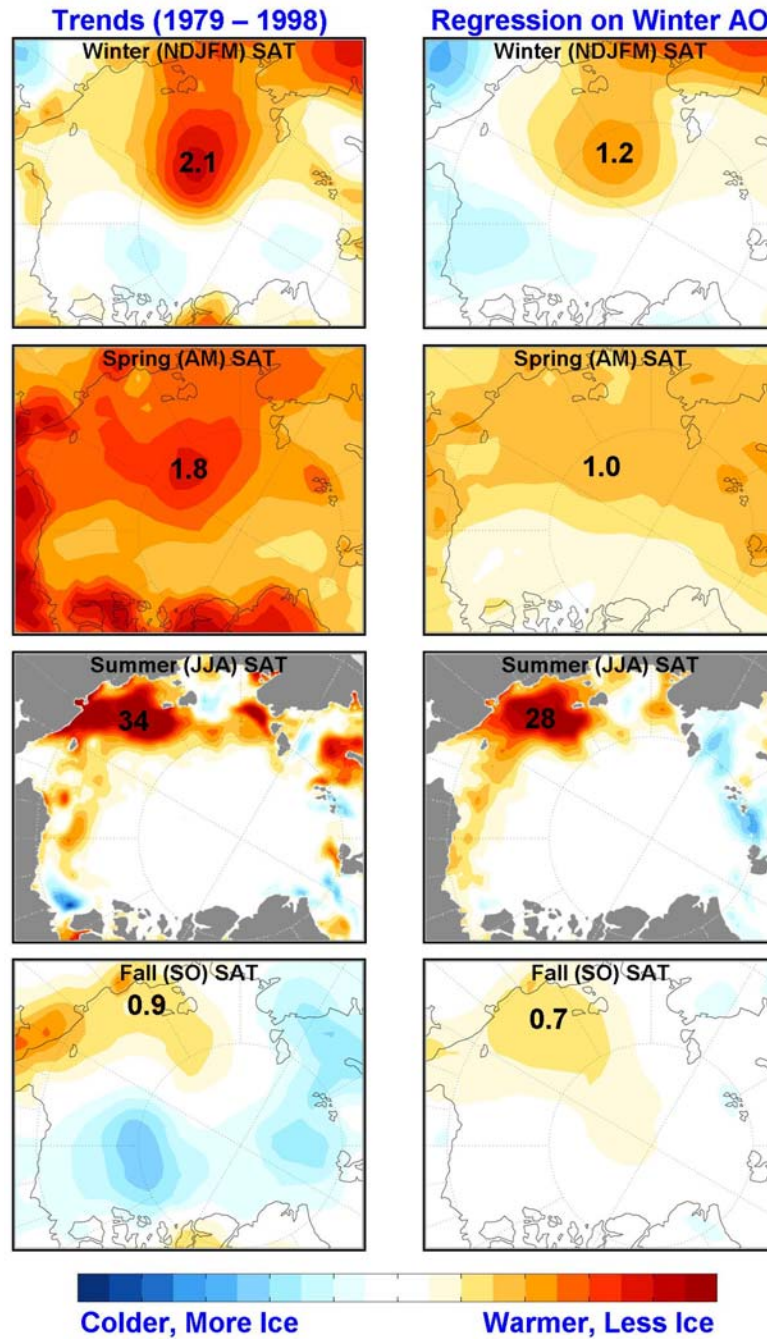 Trends (1979 – 1998)
Regression on Winter AO
Winter (NDJFM) SAT
2.1
Winter (NDJFM) SAT
1.2
Spring (AM) SAT
1.8
Spring (AM) SAT
1.0
Summer (JJA) SAT
34
Summer (JJA) SAT
28
Fall (SO) SAT
0.9
Fall (SO) SAT
0.7
Colder, More Ice
Warmer, Less Ice